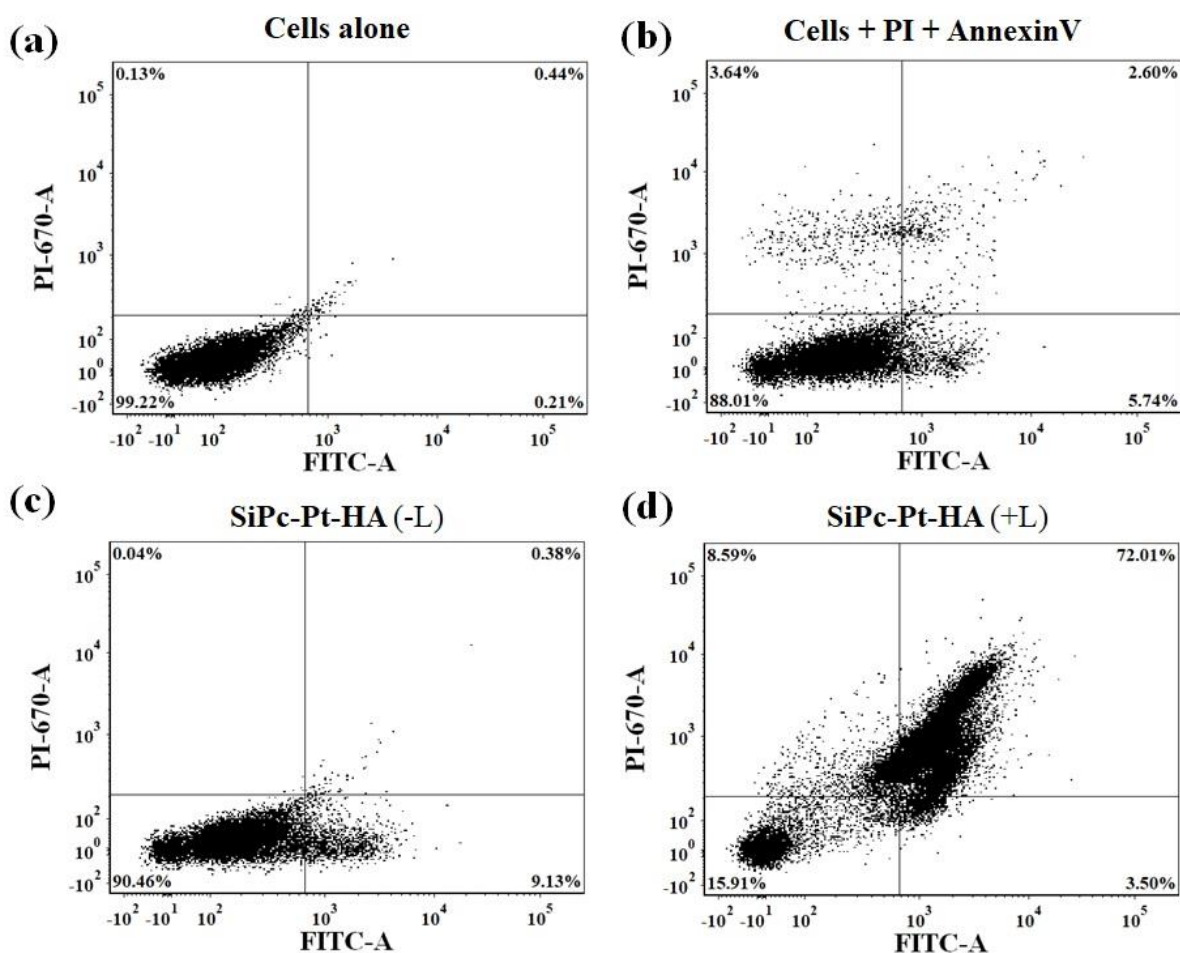 (a)
Cells alone
0.13%
0.44%
10^5
10^4
10^3
10^2
10^0
-10^2
99.22%
0.21%
-10^2 -10^1 10^2 10^3 10^4 10^5
PI-670-A
FITC-A
(b)
Cells + PI + AnnexinV
3.64%
2.60%
10^5
10^4
10^3
10^2
10^0
-10^2
88.01%
5.74%
-10^2 -10^1 10^2 10^3 10^4 10^5
PI-670-A
FITC-A
(c)
SiPc-Pt-HA (-L)
0.04%
0.38%
10^5
10^4
10^3
10^2
10^0
-10^2
90.46%
9.13%
-10^2 -10^1 10^2 10^3 10^4 10^5
PI-670-A
FITC-A
(d)
SiPc-Pt-HA (+L)
8.59%
72.01%
10^5
10^4
10^3
10^2
10^0
-10^2
15.91%
3.50%
-10^2 -10^1 10^2 10^3 10^4 10^5
PI-670-A
FITC-A